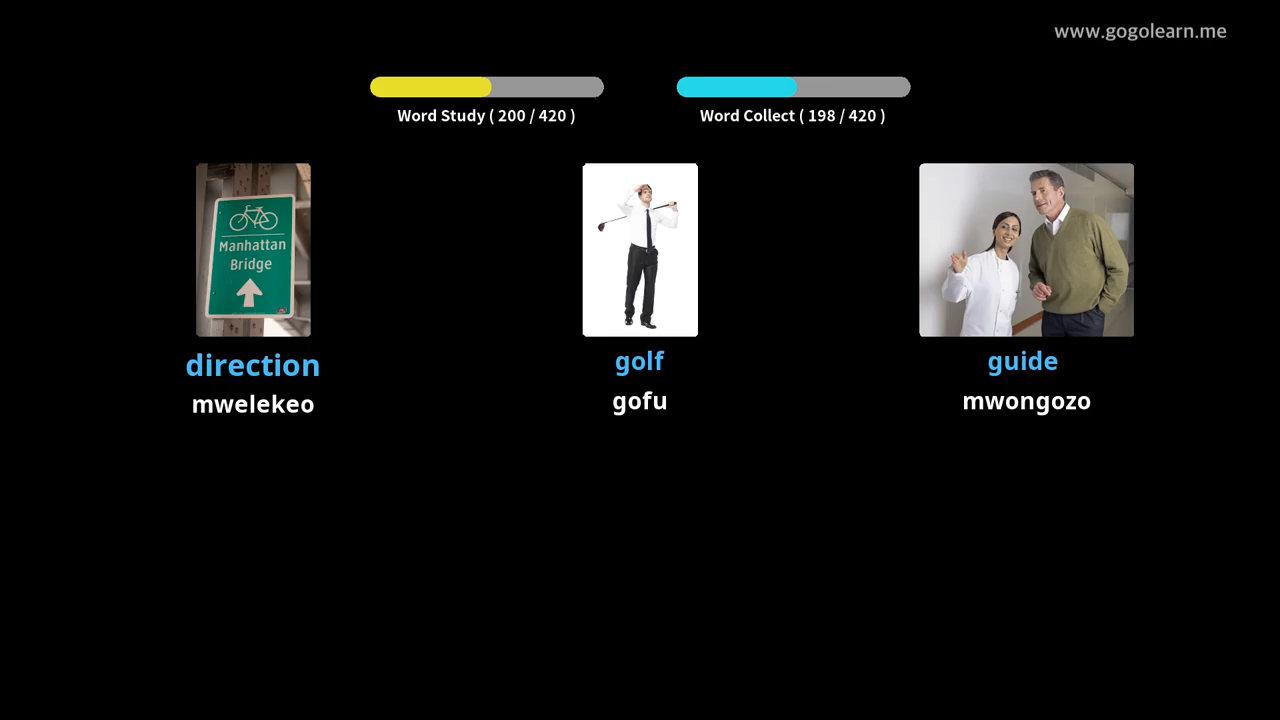 www.gogolearn.me
Word Study ( 200 / 420 )
Word Collect ( 198 / 420 )
Manhattan
Bridge
direction
mwelekeo
golf
gofu
guide
mwongozo